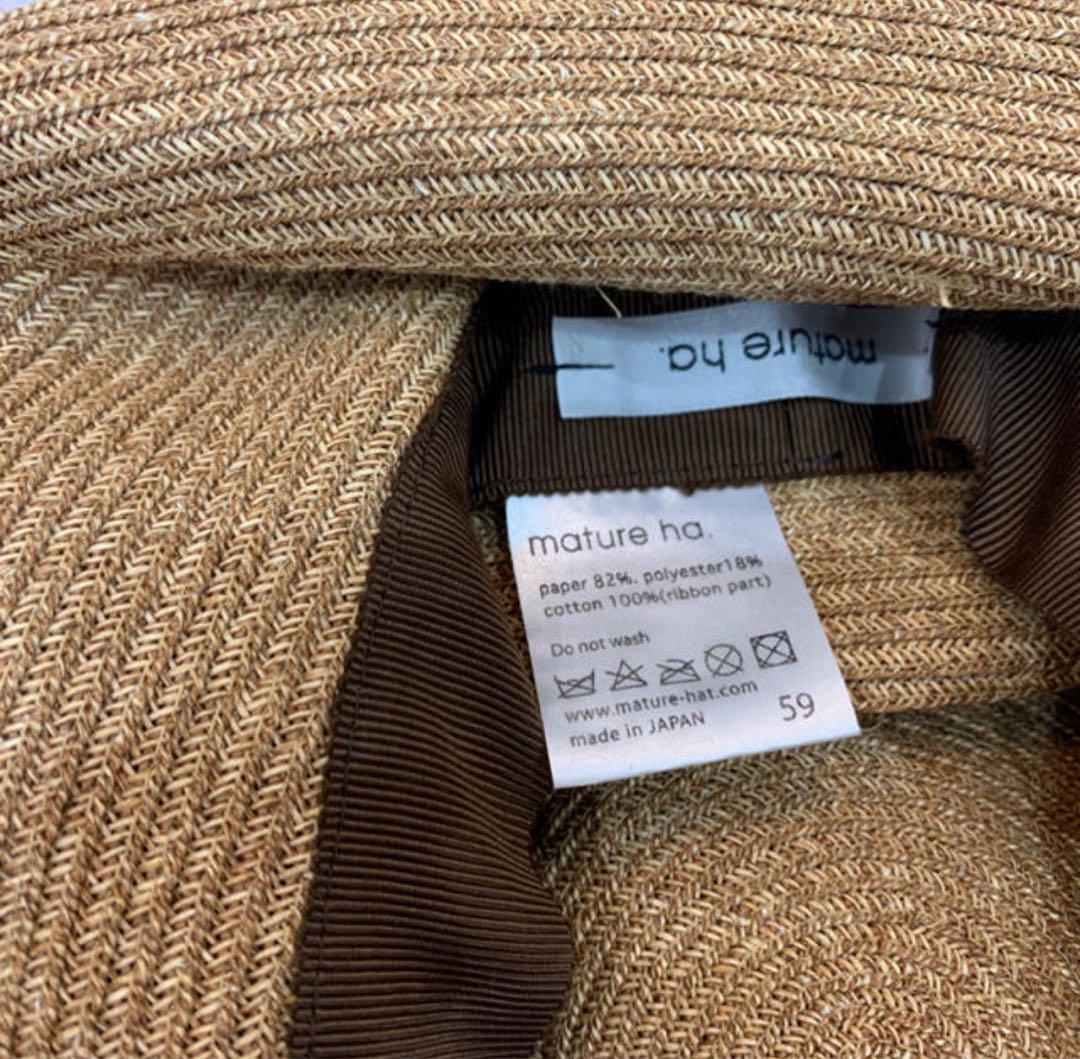 mature ha.
mature ha.
paper 82%. polyester18%
cotton 100%(ribbon part)
Do not wash
www.mature-hat.com
made in JAPAN
59